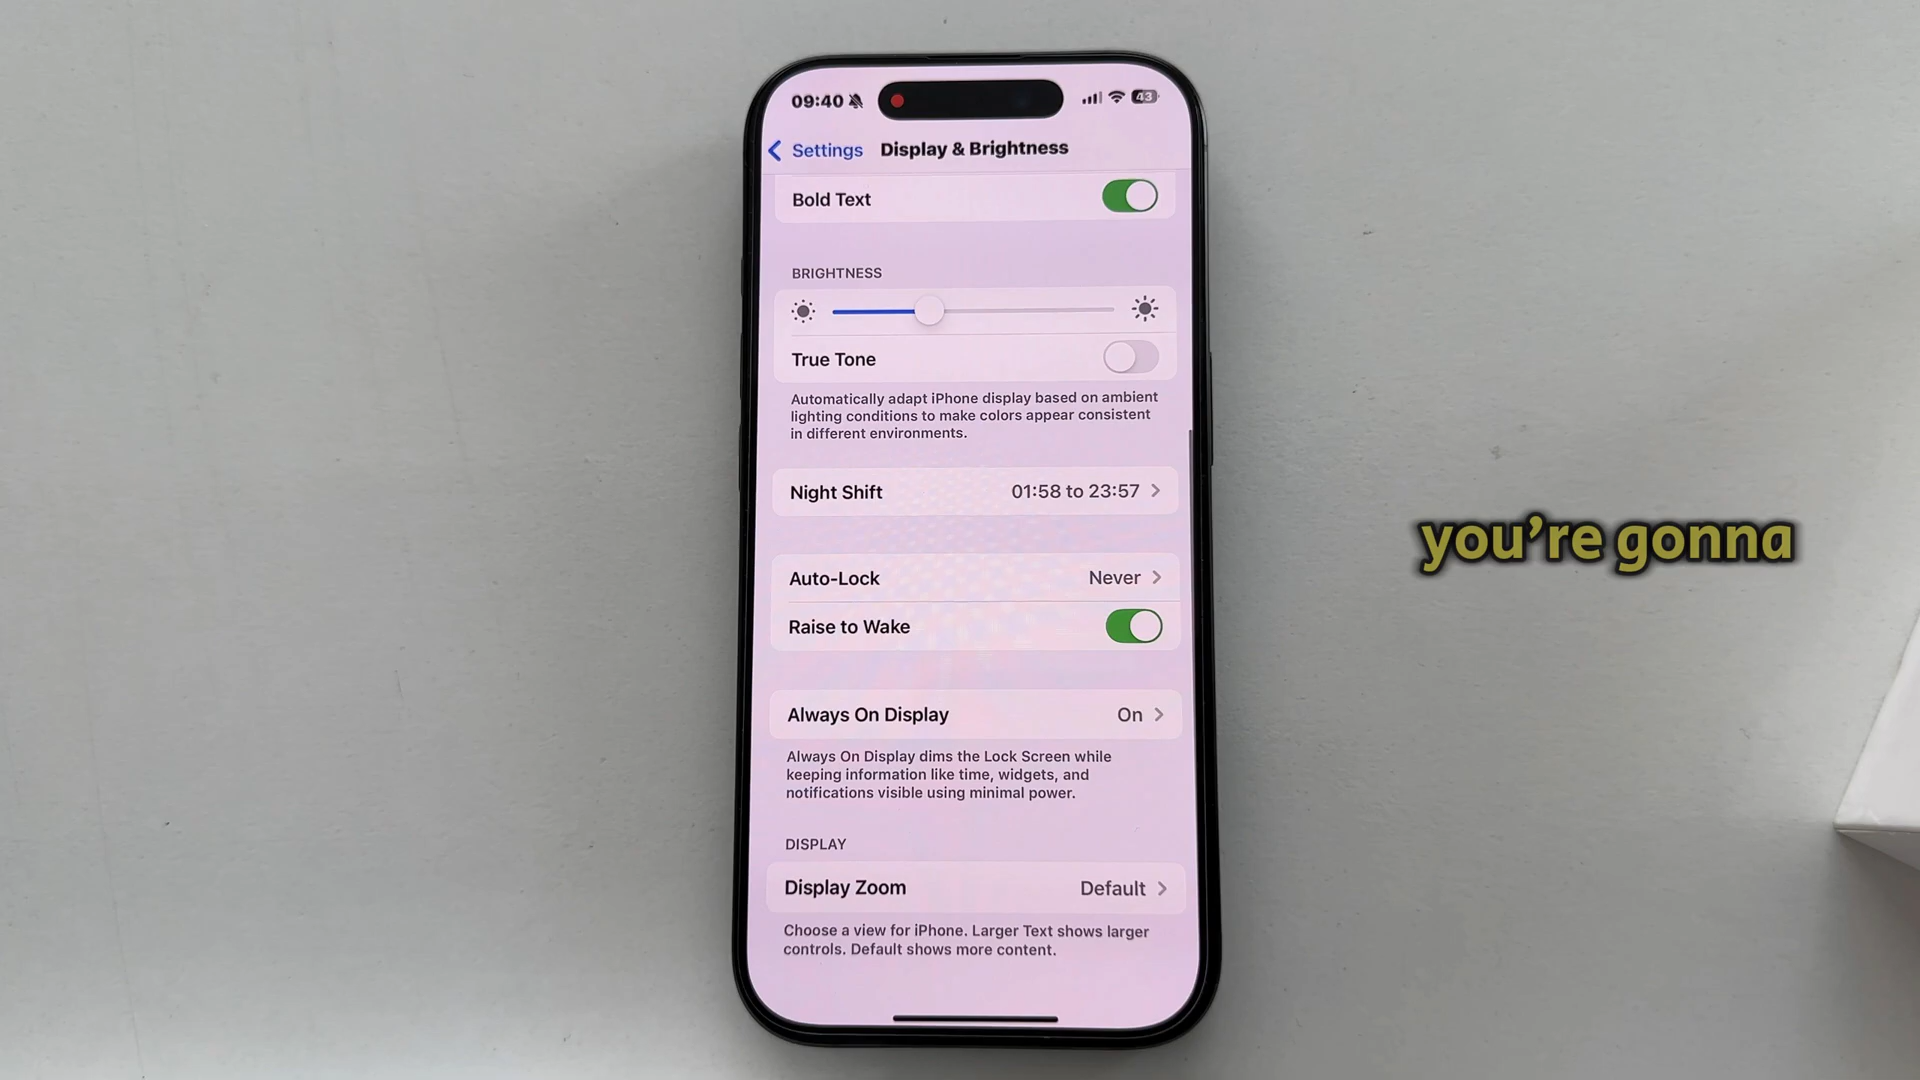 09:40
43
Settings
Display & Brightness
Bold Text
BRIGHTNESS
True Tone
Automatically adapt iPhone display based on ambient
lighting conditions to make colors appear consistent
in different environments.
Night Shift
01:58 to 23:57
Auto-Lock
Never
Raise to Wake
Always On Display
On
Always On Display dims the Lock Screen while
keeping information like time, widgets, and
notifications visible using minimal power.
DISPLAY
Display Zoom
Default
Choose a view for iPhone. Larger Text shows larger
controls. Default shows more content.
you're gonna